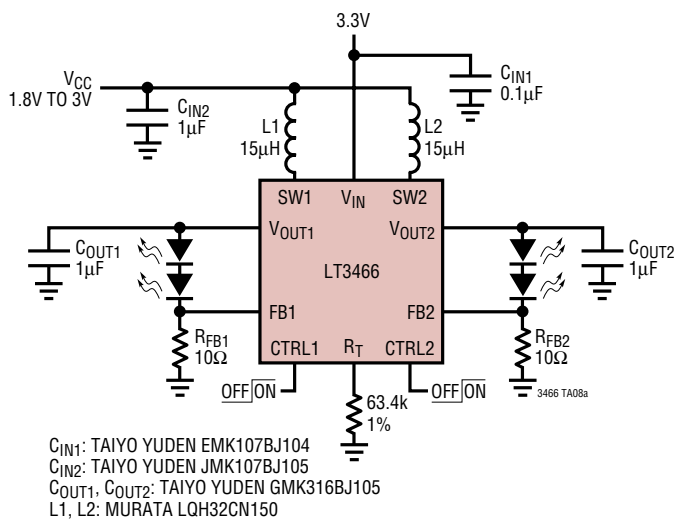 3.3V
VCC
1.8V TO 3V
CIN1
0.1µF
CIN2
1µF
L1
15µH
L2
15µH
SW1
VIN
SW2
VOUT1
VOUT2
COUT1
1µF
COUT2
1µF
LT3466
FB1
FB2
RFB1
10Ω
RFB2
10Ω
CTRL1
RT
CTRL2
OFF ON
OFF ON
3466 TA08a
63.4k
1%
CIN1: TAIYO YUDEN EMK107BJ104
CIN2: TAIYO YUDEN JMK107BJ105
COUT1, COUT2: TAIYO YUDEN GMK316BJ105
L1, L2: MURATA LQH32CN150